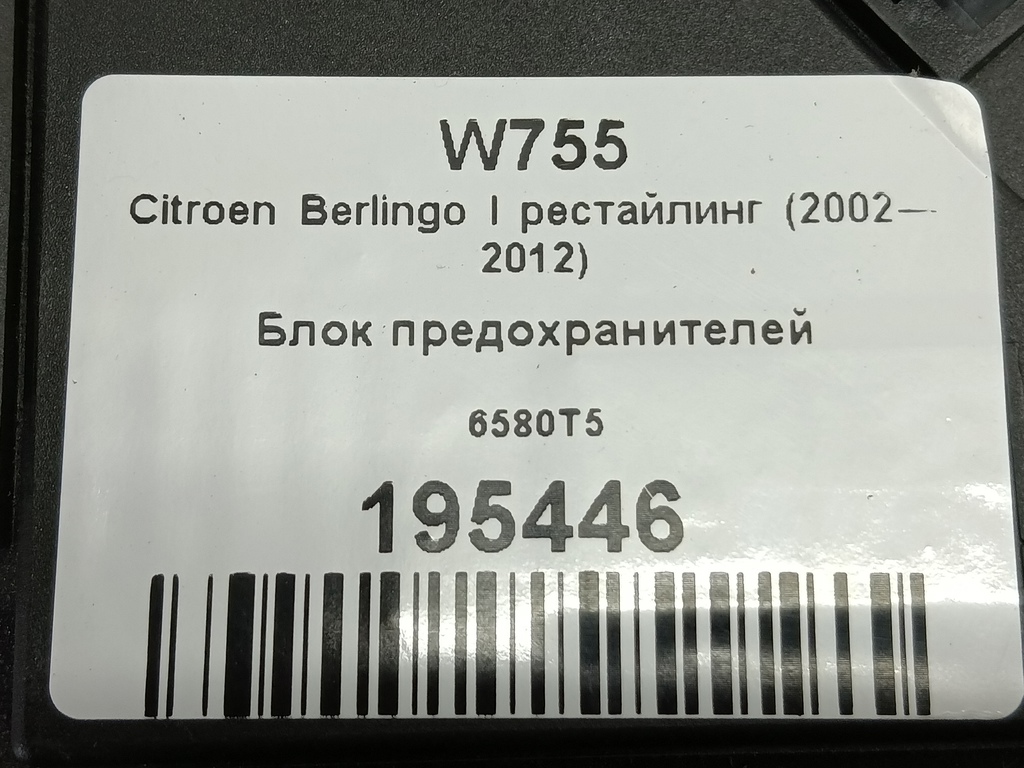 W755
Citroen Berlingo I рестайлинг (2002–
2012)
Блок предохранителей
6580T5
195446